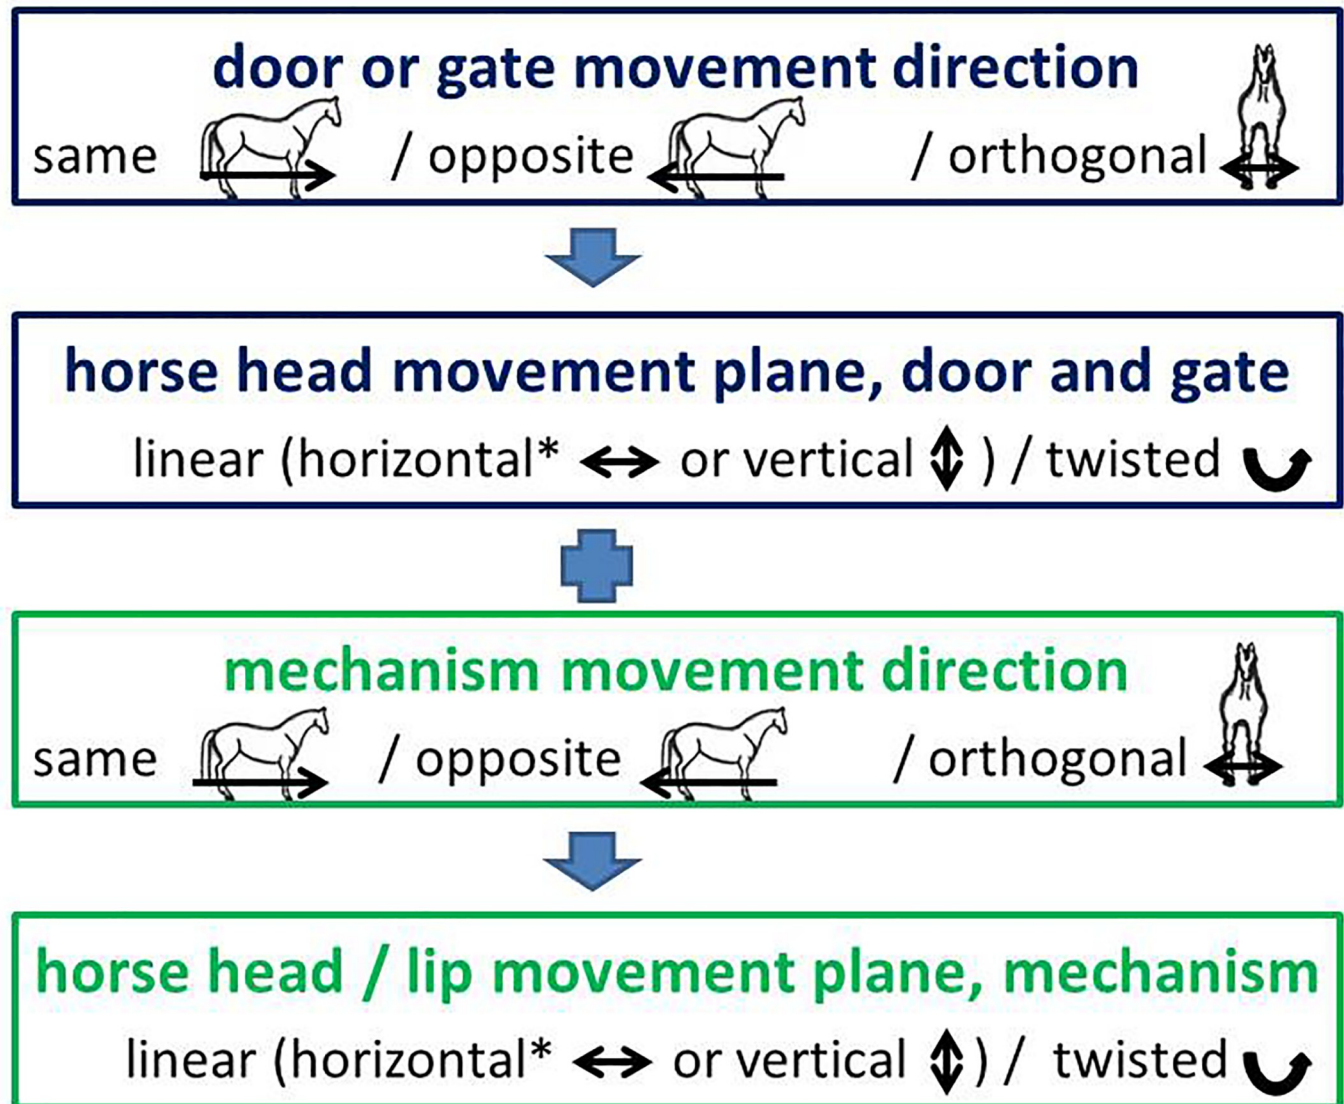 door or gate movement direction
same / opposite / orthogonal
horse head movement plane, door and gate
linear (horizontal* or vertical ) / twisted
mechanism movement direction
same / opposite / orthogonal
horse head / lip movement plane, mechanism
linear (horizontal* or vertical ) / twisted